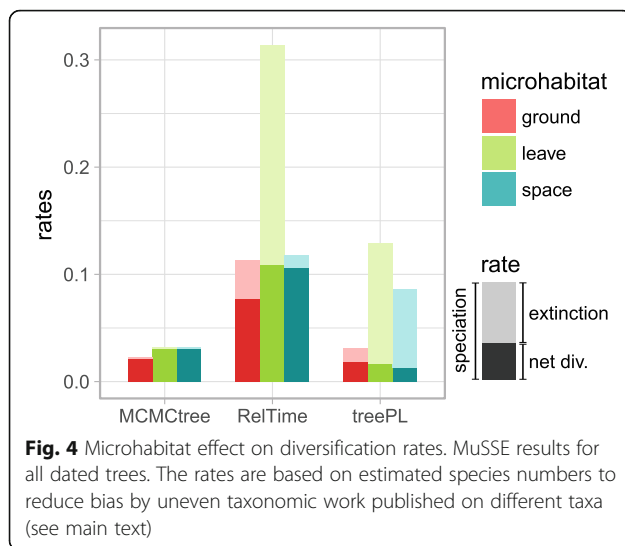 rates
0.3
0.2
0.1
0.0
MCMCtree RelTime treePL
microhabitat
ground
leave
space
rate
speciation
extinction
net div.
Fig. 4 Microhabitat effect on diversification rates. MuSSE results for
all dated trees. The rates are based on estimated species numbers to
reduce bias by uneven taxonomic work published on different taxa
(see main text)